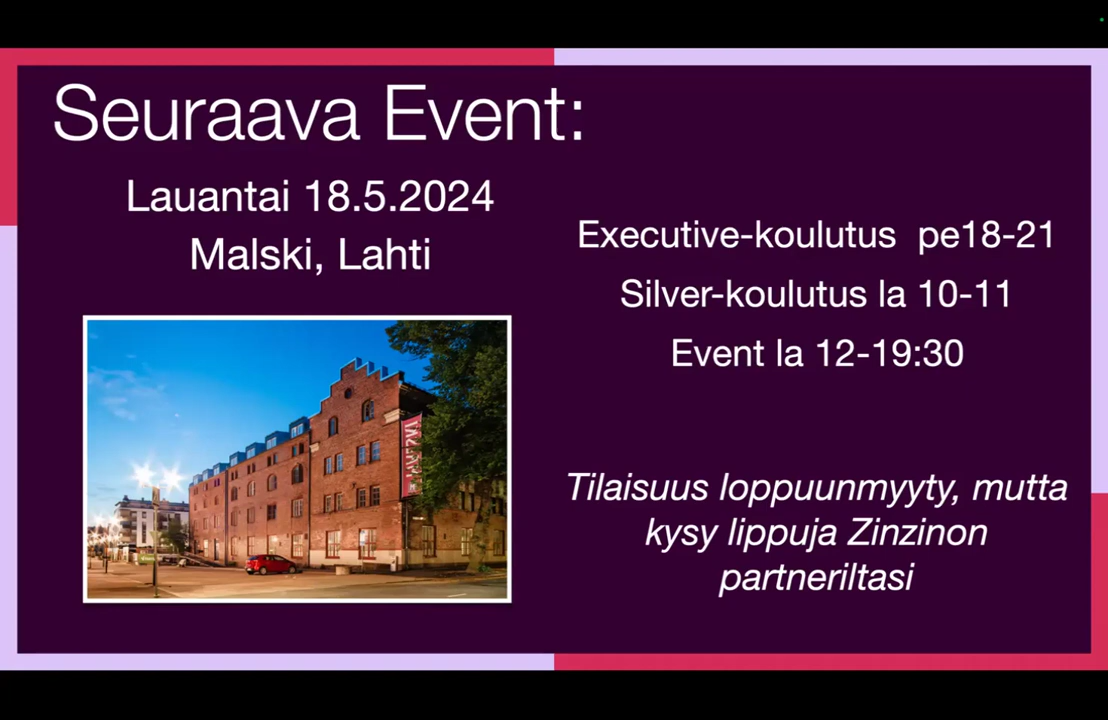 Seuraava Event:
Lauantai 18.5.2024
Malski, Lahti
Executive-koulutus pe18-21
Silver-koulutus la 10-11
Event la 12-19:30
Tilaisuus loppuunmyyty, mutta
kysy lippuja Zinzinon
partneriltasi